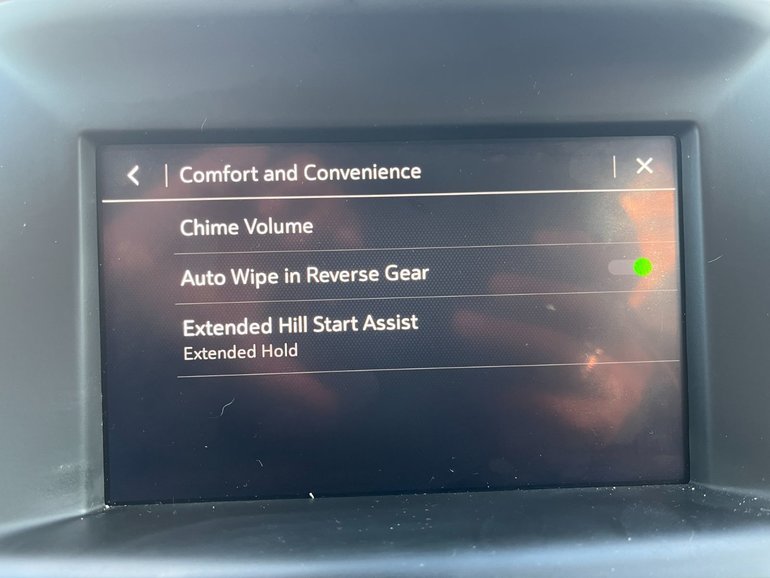 Comfort and Convenience
Chime Volume
Auto Wipe in Reverse Gear
Extended Hill Start Assist
Extended Hold